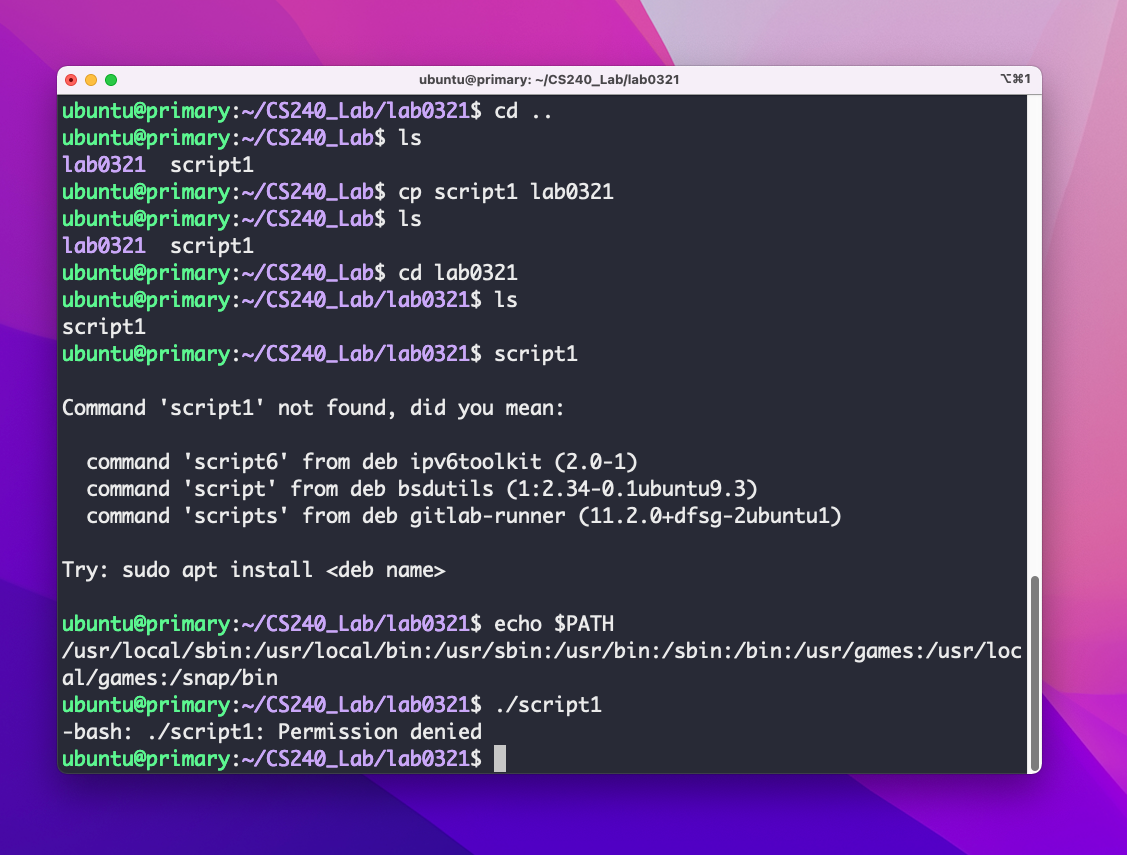 ubuntu@primary: ~/CS240_Lab/lab0321
⌥⌘1
ubuntu@primary:~/CS240_Lab/lab0321$ cd ..
ubuntu@primary:~/CS240_Lab$ ls
lab0321  script1
ubuntu@primary:~/CS240_Lab$ cp script1 lab0321
ubuntu@primary:~/CS240_Lab$ ls
lab0321  script1
ubuntu@primary:~/CS240_Lab$ cd lab0321
ubuntu@primary:~/CS240_Lab/lab0321$ ls
script1
ubuntu@primary:~/CS240_Lab/lab0321$ script1
Command 'script1' not found, did you mean:
  command 'script6' from deb ipv6toolkit (2.0-1)
  command 'script' from deb bsdutils (1:2.34-0.1ubuntu9.3)
  command 'scripts' from deb gitlab-runner (11.2.0+dfsg-2ubuntu1)
Try: sudo apt install <deb name>
ubuntu@primary:~/CS240_Lab/lab0321$ echo $PATH
/usr/local/sbin:/usr/local/bin:/usr/sbin:/usr/bin:/sbin:/bin:/usr/games:/usr/loc
al/games:/snap/bin
ubuntu@primary:~/CS240_Lab/lab0321$ ./script1
-bash: ./script1: Permission denied
ubuntu@primary:~/CS240_Lab/lab0321$